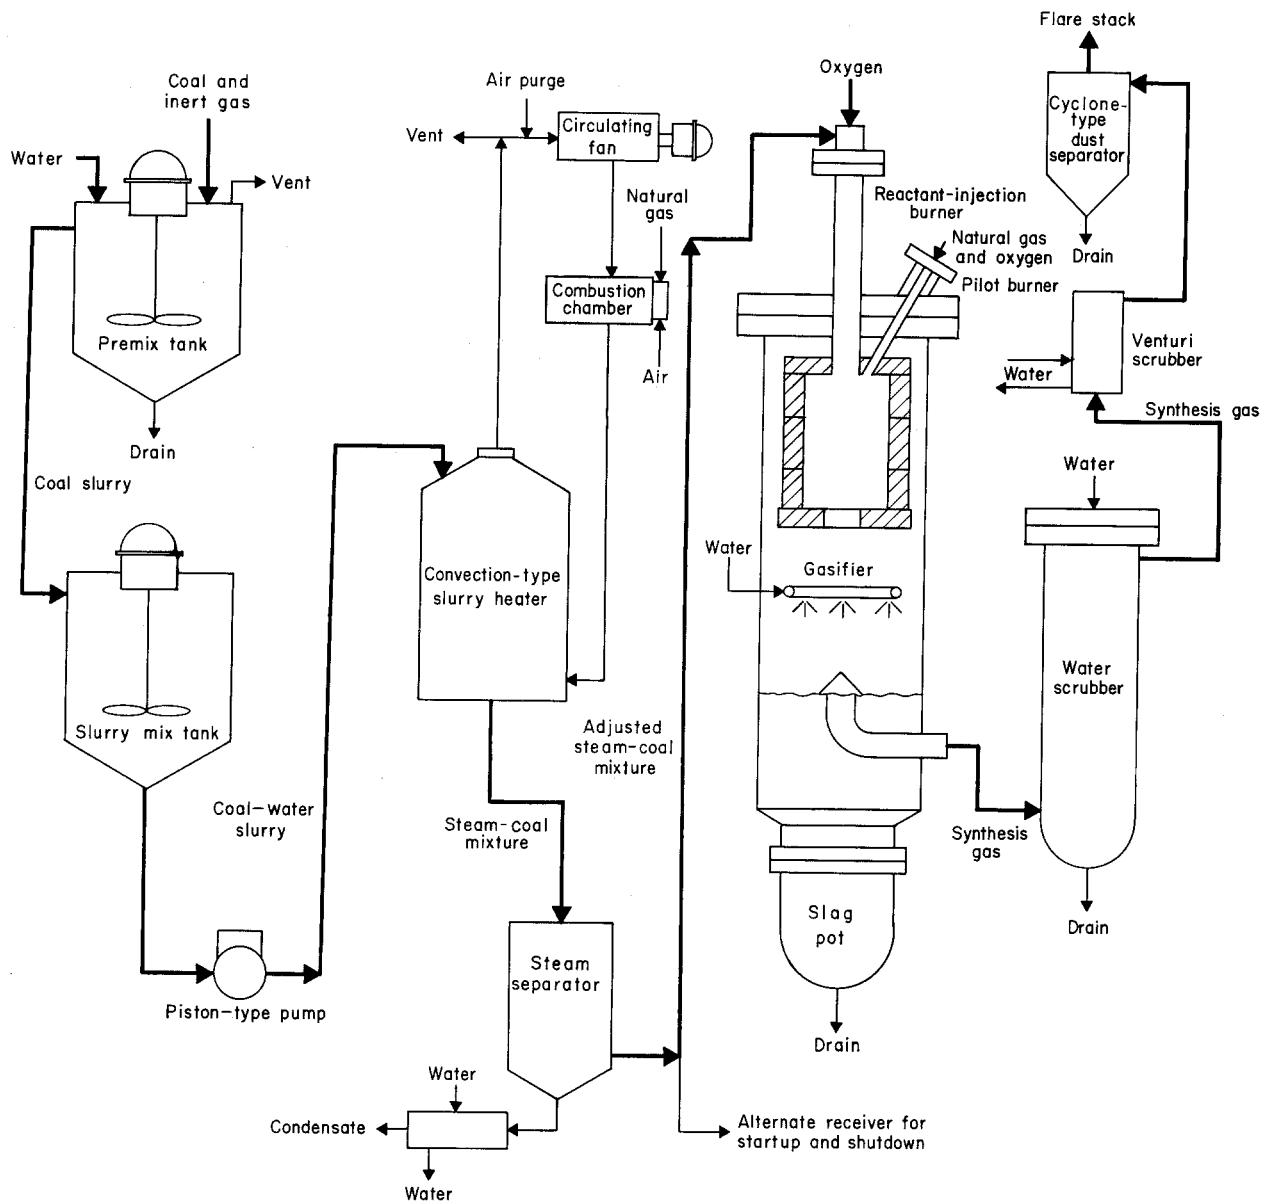 Flare stack
Oxygen
Coal and
inert gas
Air purge
Vent
Circulating
fan
Cyclone-
type
dust
separator
Water
Vent
Natural
gas
Reactant-injection
burner
Natural gas
and oxygen
Pilot burner
Drain
Combustion
chamber
Air
Premix tank
Drain
Venturi
scrubber
Water
Synthesis gas
Coal slurry
Water
Water
Gasifier
Convection-type
slurry heater
Water
scrubber
Slurry mix tank
Adjusted
steam-coal
mixture
Coal-water
slurry
Steam-coal
mixture
Synthesis
gas
Slag
pot
Drain
Steam
separator
Piston-type pump
Drain
Water
Condensate
Alternate receiver for
startup and shutdown
Water